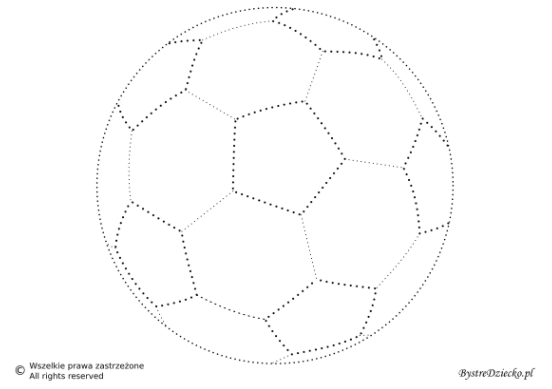 © Wszelkie prawa zastrzeżone
All rights reserved
BystreDziecko.pl